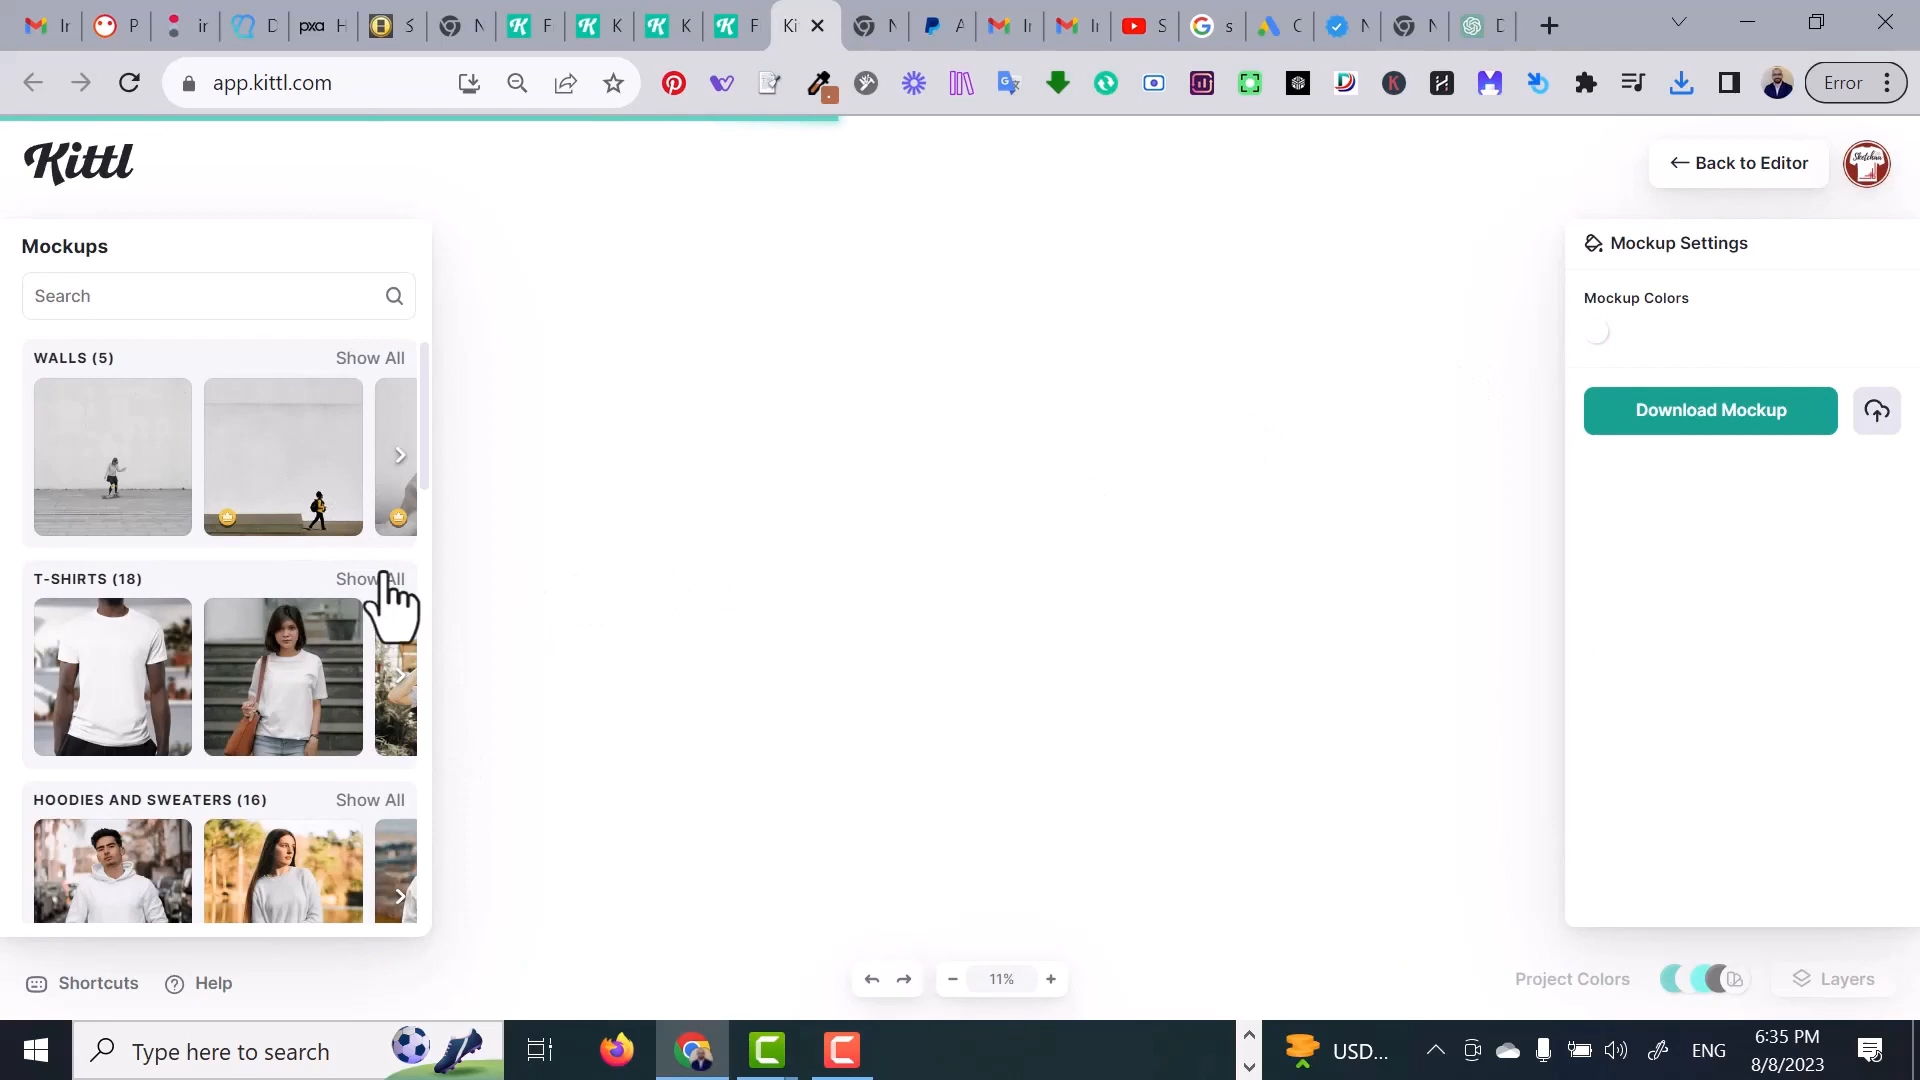 app.kittl.com
Error
Kittl
Back to Editor
Mockups
Search
WALLS (5)
Show All
T-SHIRTS (18)
Show All
HOODIES AND SWEATERS (16)
Show All
Mockup Settings
Mockup Colors
Download Mockup
Shortcuts
Help
11%
Project Colors
Layers
Type here to search
USD...
ENG
6:35 PM
8/8/2023